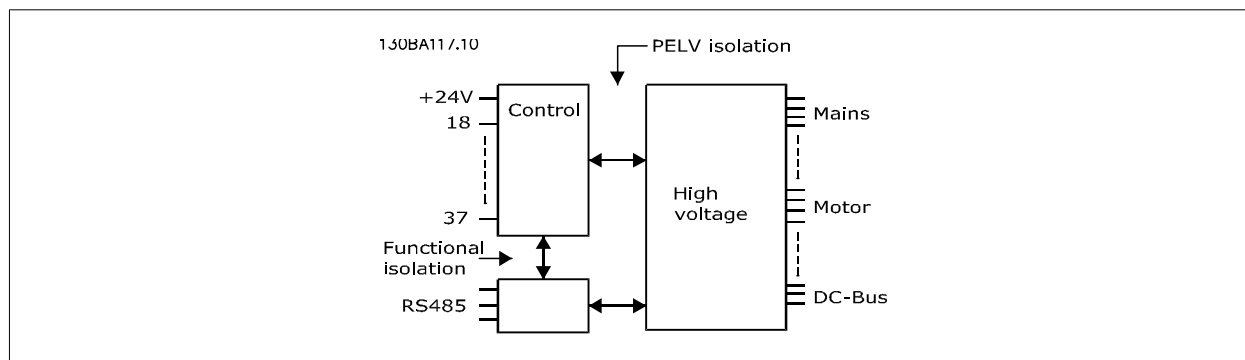 130BA117.10
PELV isolation
+24V
Control
Mains
18
High
voltage
37
Motor
Functional
isolation
RS485
DC-Bus